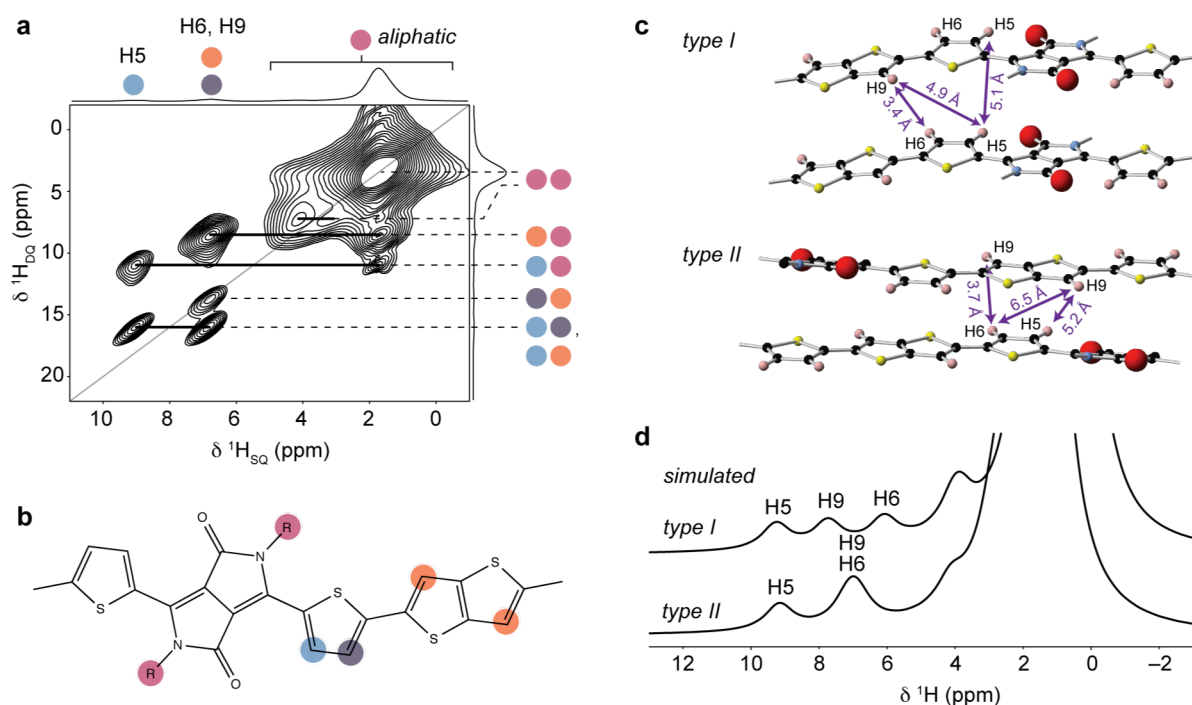 a
H5
H6, H9
aliphatic
0
5
10
15
20
δ ¹H_DQ (ppm)
10
8
6
4
2
0
δ ¹H_SQ (ppm)
,
b
O
N
R
S
S
S
S
N
R
O
c
type I
H6
H5
H9
3.4 Å
4.9 Å
5.1 Å
H6
H5
type II
H9
H9
3.7 Å
6.5 Å
5.2 Å
H6
H5
d
simulated
type I
H5
H9
H6
type II
H5
H9
H6
12
10
8
6
4
2
0
−2
δ ¹H (ppm)